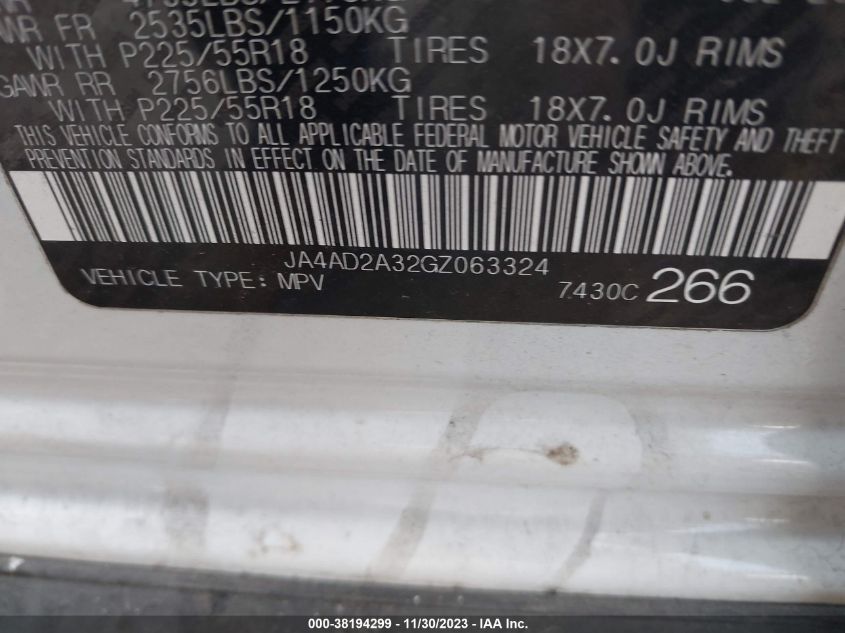 WR FR 2535LBS/1150KG
WITH P225/55R18 TIRES 18X7.0J RIMS
GAWR RR 2756LBS/1250KG
WITH P225/55R18 TIRES 18X7.0J RIMS
THIS VEHICLE CONFORMS TO ALL APPLICABLE FEDERAL MOTOR VEHICLE SAFETY AND THEFT
PREVENTION STANDARDS IN EFFECT ON THE DATE OF MANUFACTURE SHOWN ABOVE.
JA4AD2A32GZ063324
VEHICLE TYPE: MPV 7430C 266
000-38194299 - 11/30/2023 - IAA Inc.